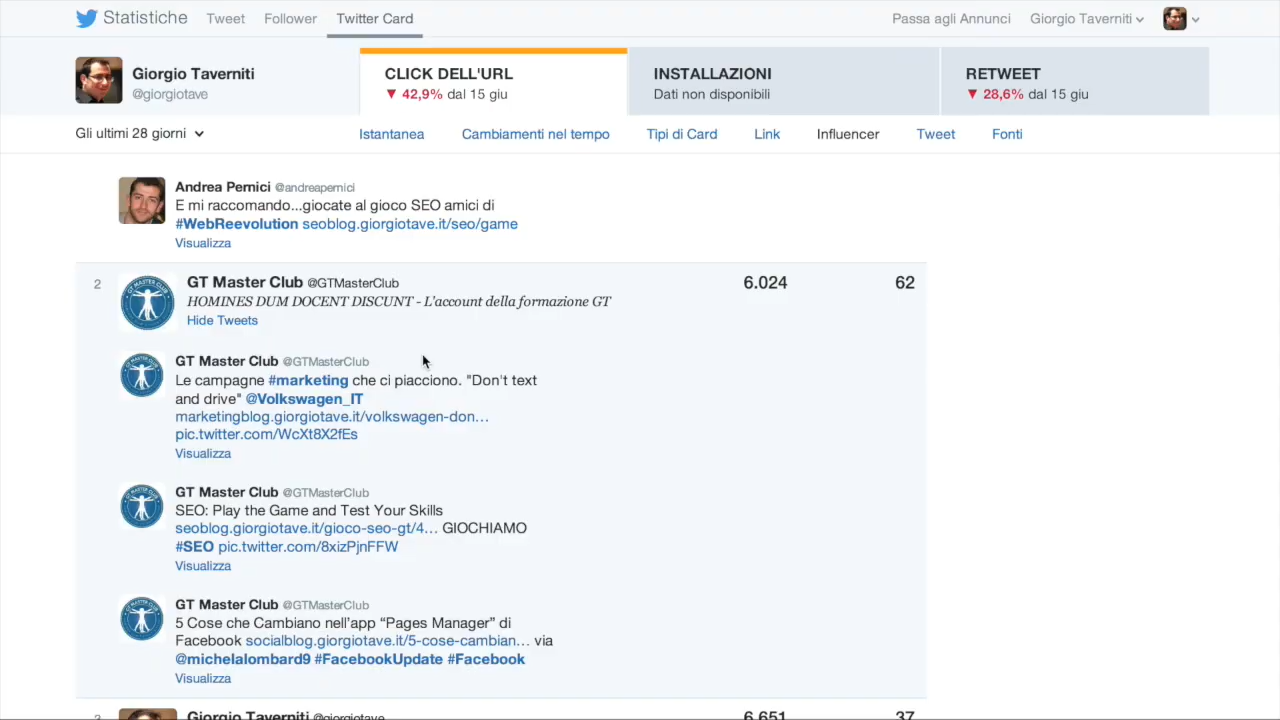 Statistiche Tweet Follower Twitter Card Passa agli Annunci Giorgio Taverniti
Giorgio Taverniti
@giorgiotave
CLICK DELL'URL
▼ 42,9% dal 15 giu
INSTALLAZIONI
Dati non disponibili
RETWEET
▼ 28,6% dal 15 giu
Gli ultimi 28 giorni
Istantanea Cambiamenti nel tempo Tipi di Card Link Influencer Tweet Fonti
Andrea Pernici @andreapernici
E mi raccomando...giocate al gioco SEO amici di
#WebReevolution seoblog.giorgiotave.it/seo/game
Visualizza
2 GT Master Club @GTMasterClub 6.024 62
HOMINES DUM DOCENT DISCUNT - L'account della formazione GT
Hide Tweets
GT Master Club @GTMasterClub
Le campagne #marketing che ci piacciono. "Don't text
and drive" @Volkswagen_IT
marketingblog.giorgiotave.it/volkswagen-don…
pic.twitter.com/WcXt8X2fEs
Visualizza
GT Master Club @GTMasterClub
SEO: Play the Game and Test Your Skills
seoblog.giorgiotave.it/gioco-seo-gt/4… GIOCHIAMO
#SEO pic.twitter.com/8xizPjnFFW
Visualizza
GT Master Club @GTMasterClub
5 Cose che Cambiano nell'app “Pages Manager” di
Facebook socialblog.giorgiotave.it/5-cose-cambian… via
@michelalombard9 #FacebookUpdate #Facebook
Visualizza
3 Giorgio Taverniti @giorgiotave 6.651 37